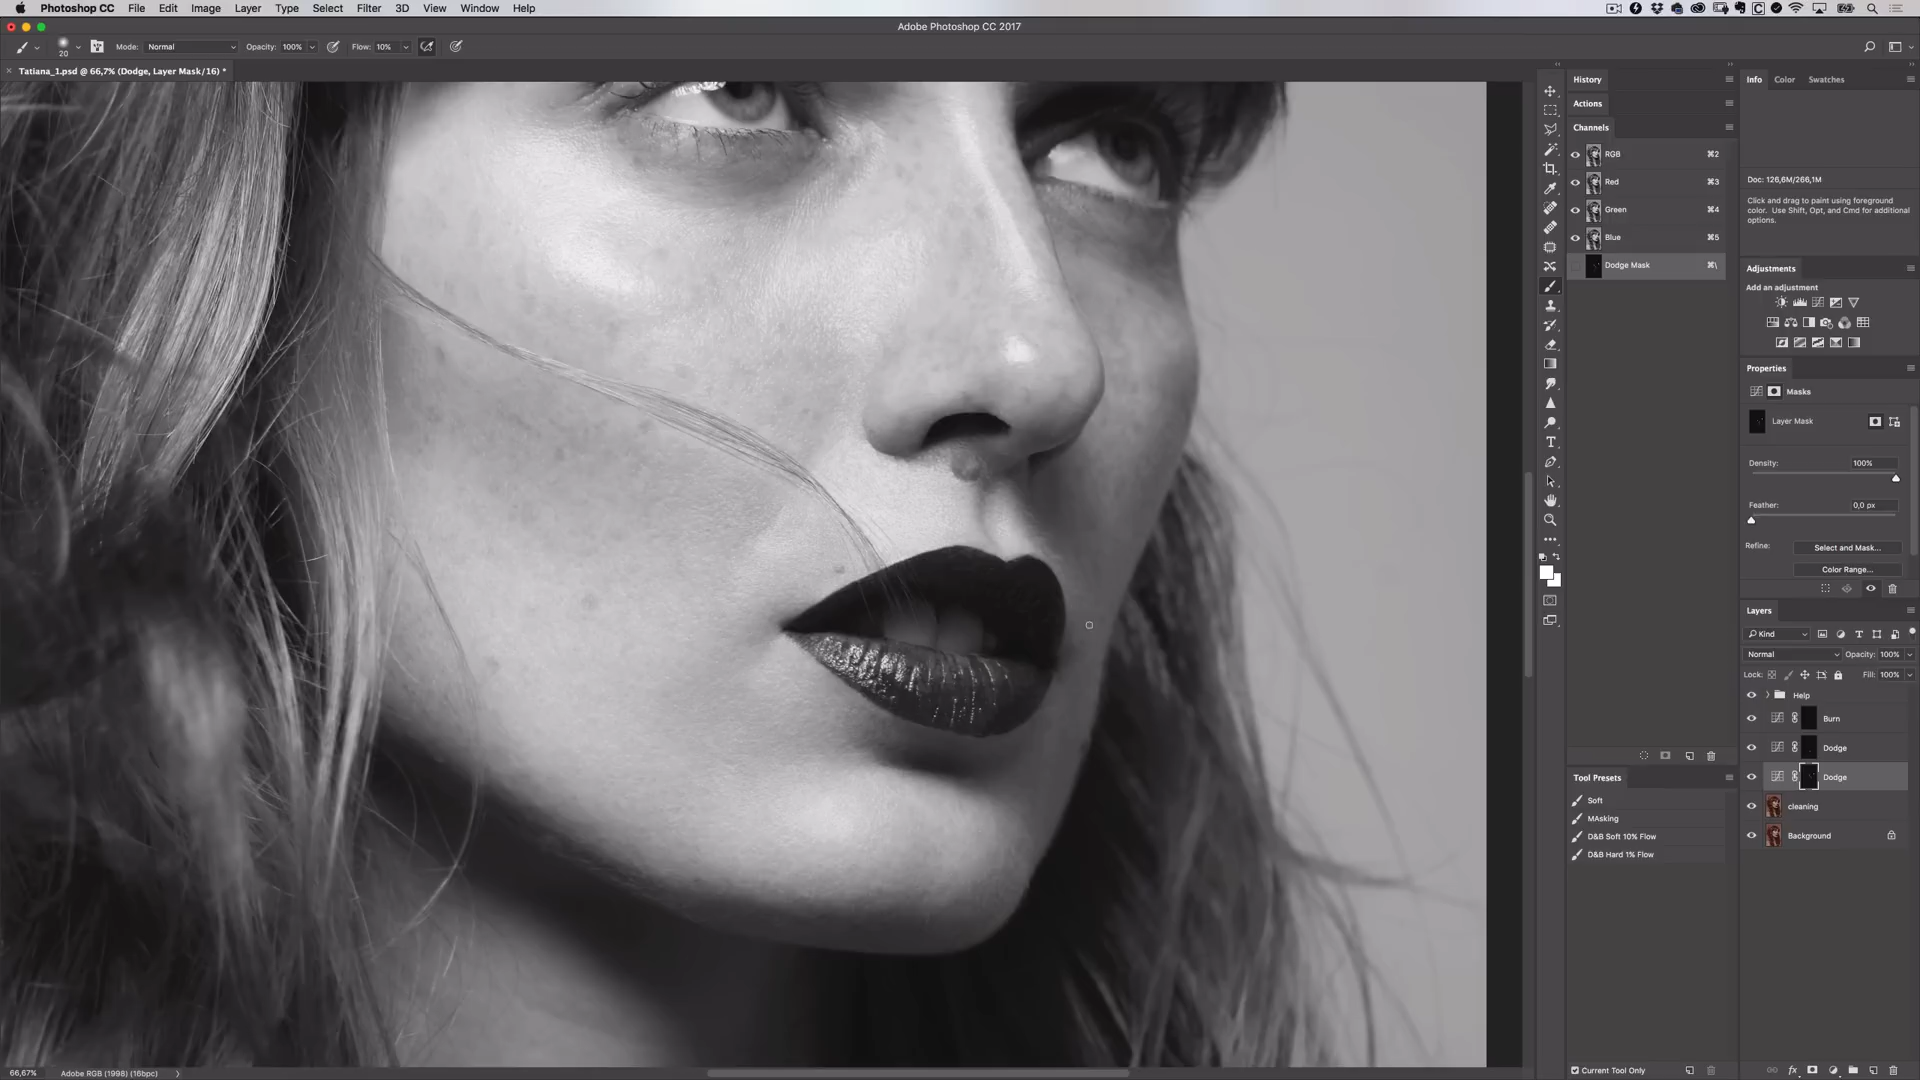 Photoshop CC File Edit Image Layer Type Select Filter 3D View Window Help
Adobe Photoshop CC 2017
20 Mode: Normal Opacity: 100% Flow: 10%
Tatiana_1.psd @ 66,7% (Dodge, Layer Mask/16) *
History
Actions
Channels
RGB ⌘2
Red ⌘3
Green ⌘4
Blue ⌘5
Dodge Mask ⌘\
Tool Presets
Soft
MAsking
D&B Soft 10% Flow
D&B Hard 1% Flow
Current Tool Only
Info Color Swatches
Doc: 126,6M/266,1M
Click and drag to paint using foreground
color. Use Shift, Opt, and Cmd for additional
options.
Adjustments
Add an adjustment
Properties
Masks
Layer Mask
Density: 100%
Feather: 0,0 px
Refine: Select and Mask...
Color Range...
Layers
Kind
Normal Opacity: 100%
Lock: Fill: 100%
Help
Burn
Dodge
Dodge
cleaning
Background
66,67% Adobe RGB (1998) (16bpc)